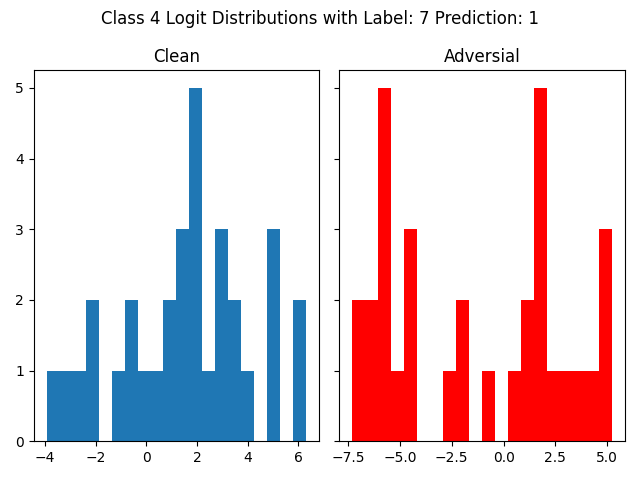 Class 4 Logit Distributions with Label: 7 Prediction: 1
Clean
Adversial
5
4
3
2
1
0
−4 −2 0 2 4 6
−7.5 −5.0 −2.5 0.0 2.5 5.0